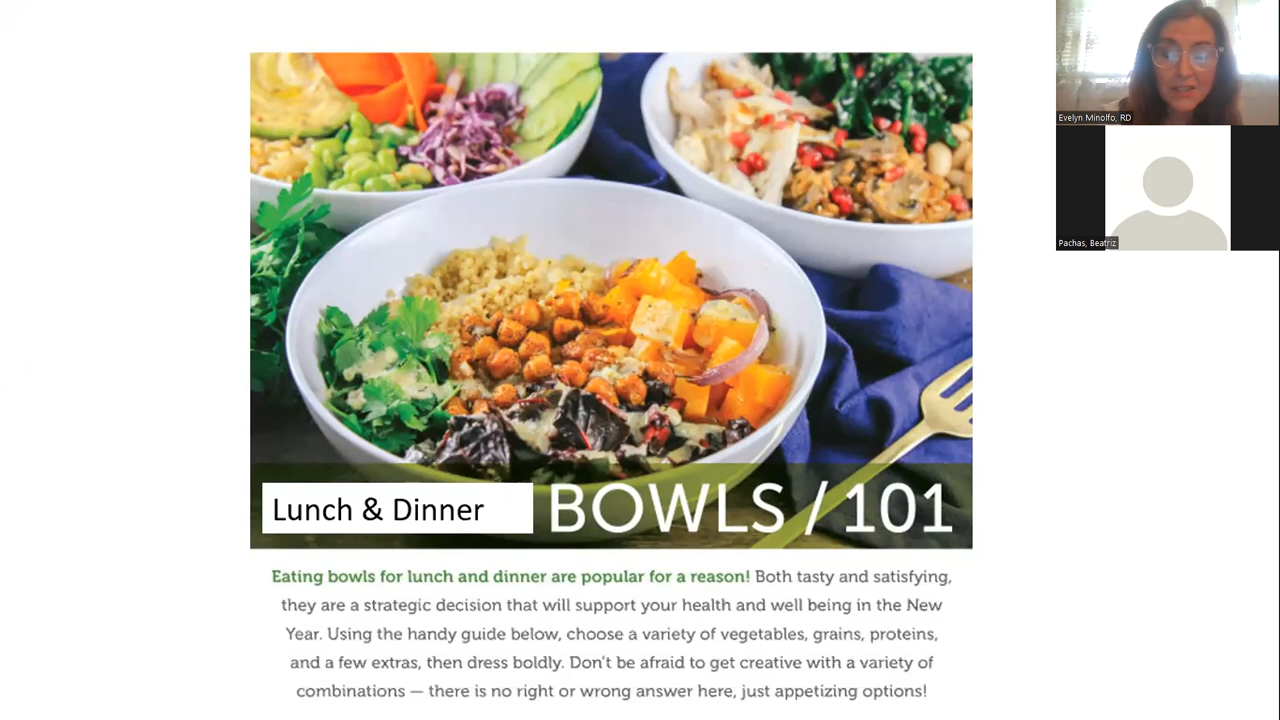 Evelyn Minolfo, RD
Pachas, Beatriz
Lunch & Dinner BOWLS / 101
Eating bowls for lunch and dinner are popular for a reason! Both tasty and satisfying,
they are a strategic decision that will support your health and well being in the New
Year. Using the handy guide below, choose a variety of vegetables, grains, proteins,
and a few extras, then dress boldly. Don't be afraid to get creative with a variety of
combinations — there is no right or wrong answer here, just appetizing options!